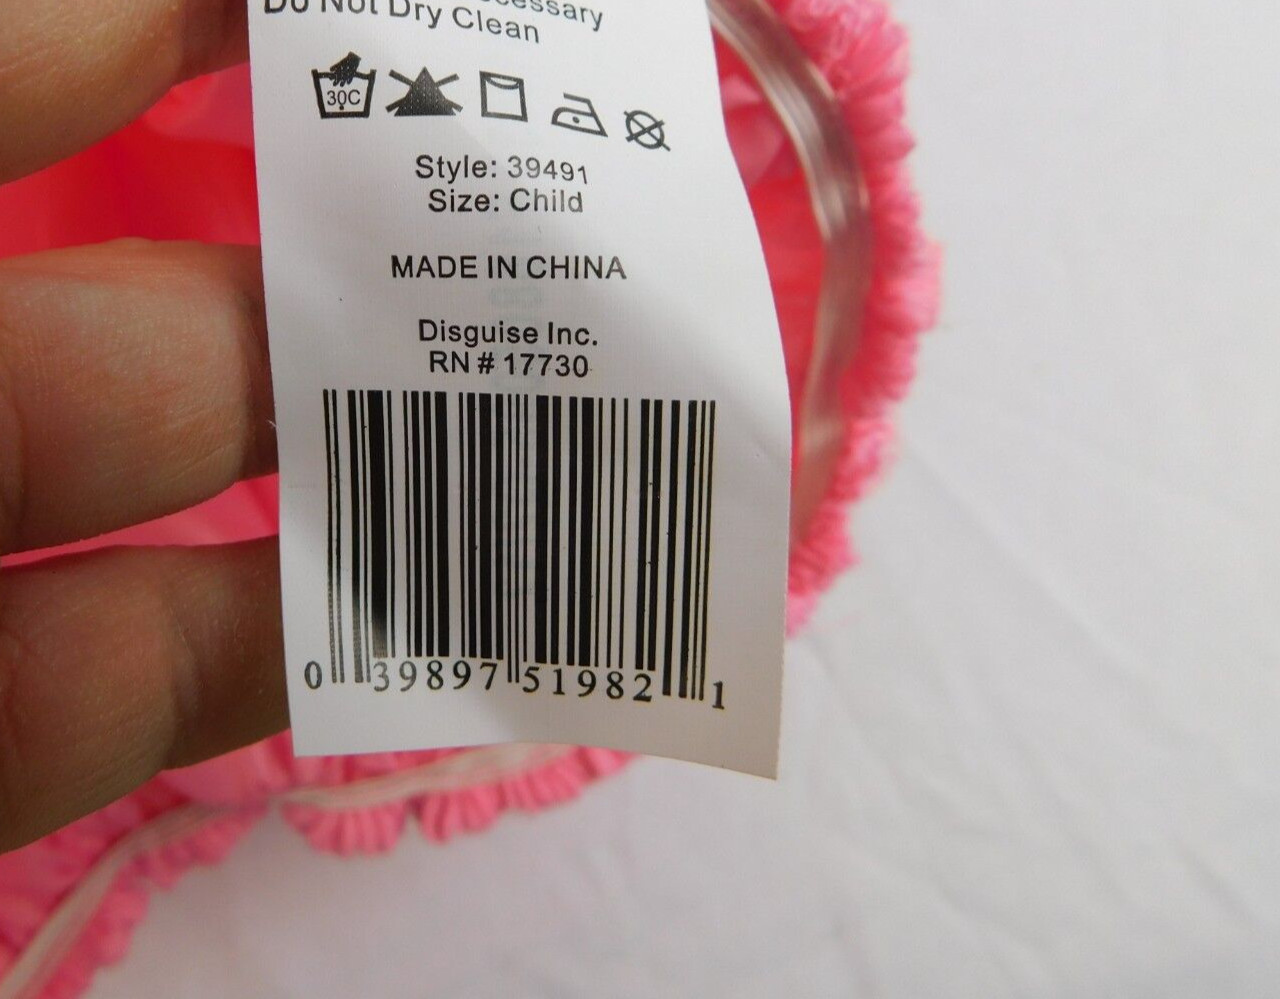 cessary
Do Not Dry Clean
30C
Style: 39491
Size: Child
MADE IN CHINA
Disguise Inc.
RN # 17730
0 39897 51982 1